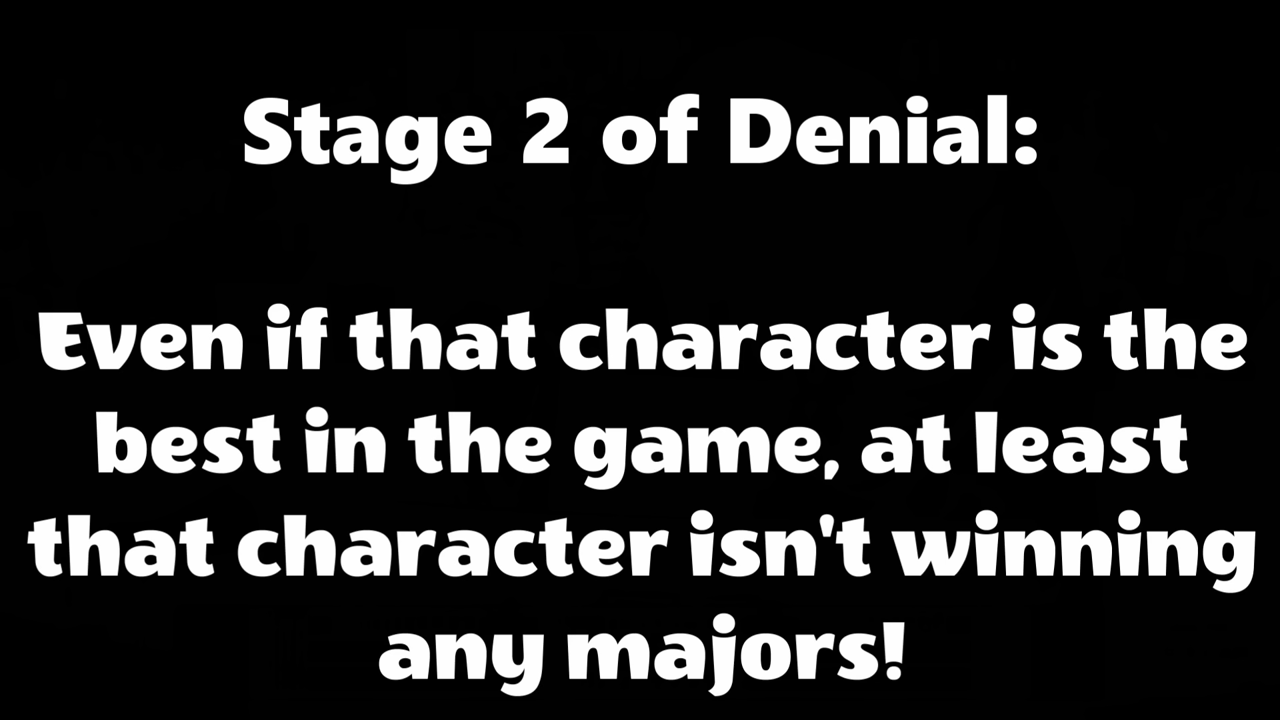 Stage 2 of Denial:
Even if that character is the
best in the game, at least
that character isn't winning
any majors!